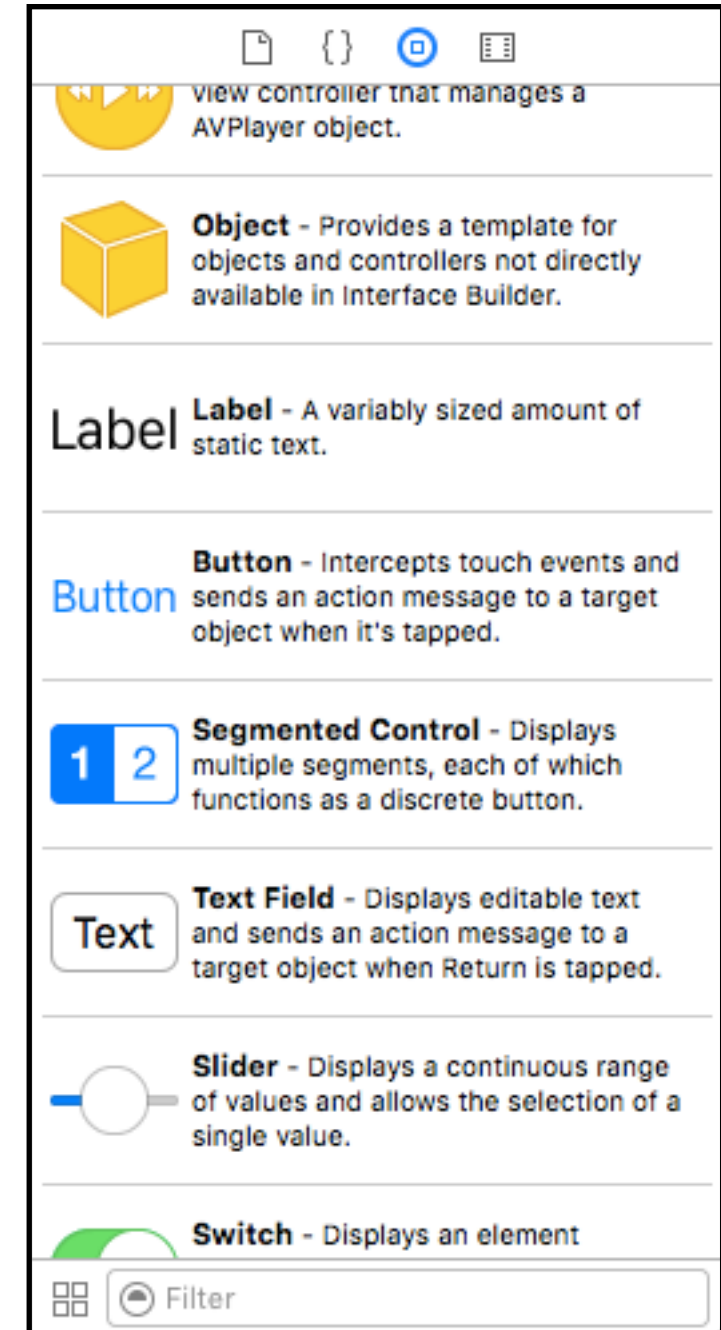 view controller that manages a
AVPlayer object.
Object - Provides a template for
objects and controllers not directly
available in Interface Builder.
Label
Label - A variably sized amount of
static text.
Button
Button - Intercepts touch events and
sends an action message to a target
object when it's tapped.
1 2
Segmented Control - Displays
multiple segments, each of which
functions as a discrete button.
Text
Text Field - Displays editable text
and sends an action message to a
target object when Return is tapped.
Slider - Displays a continuous range
of values and allows the selection of a
single value.
Switch - Displays an element
Filter